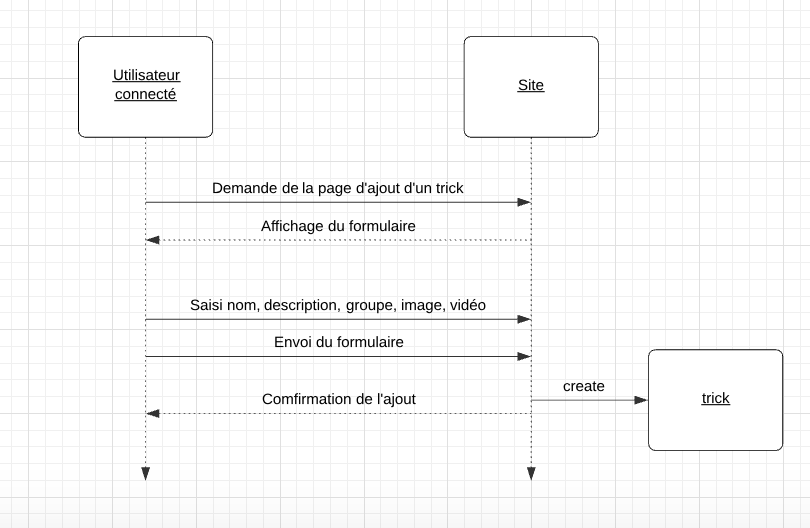 Utilisateur
connecté
Site
Demande de la page d'ajout d'un trick
Affichage du formulaire
Saisi nom, description, groupe, image, vidéo
Envoi du formulaire
create
trick
Comfirmation de l'ajout